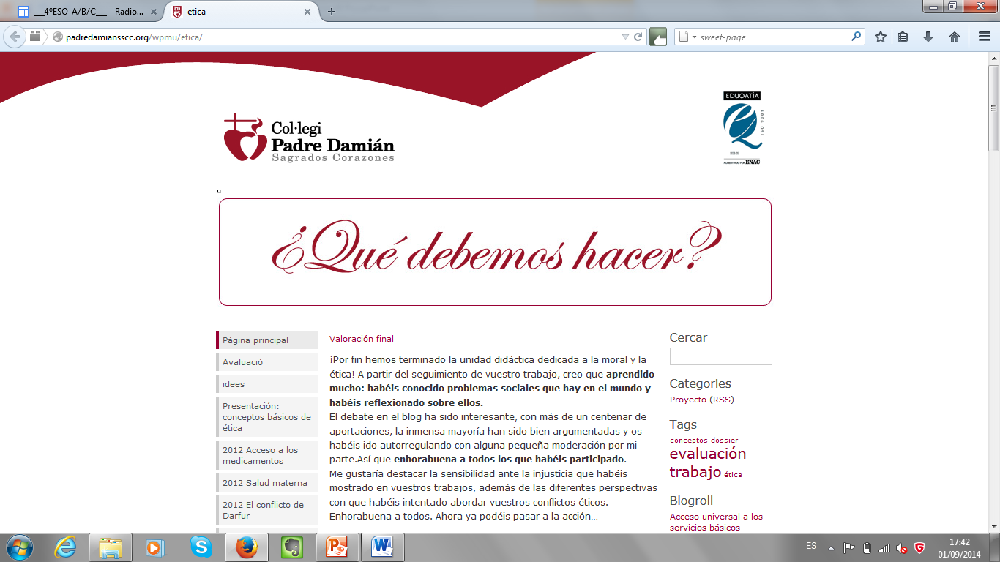 ___4ºESO-A/B/C___ - Radio...
etica
padredamiansscc.org/wpmu/etica/
sweet-page
EDUQATIA
ISO 9001
ACREDITADO POR ENAC
Col·legi
Padre Damián
Sagrados Corazones
¿Qué debemos hacer?
Pàgina principal
Avaluació
idees
Presentación:
conceptos básicos de
ética
2012 Acceso a los
medicamentos
2012 Salud materna
2012 El conflicto de
Darfur
Valoración final
¡Por fin hemos terminado la unidad didáctica dedicada a la moral y la
ética! A partir del seguimiento de vuestro trabajo, creo que aprendido
mucho: habéis conocido problemas sociales que hay en el mundo y
habéis reflexionado sobre ellos.
El debate en el blog ha sido interesante, con más de un centenar de
aportaciones, la inmensa mayoría han sido bien argumentadas y os
habéis ido autorregulando con alguna pequeña moderación por mi
parte.Así que enhorabuena a todos los que habéis participado.
Me gustaría destacar la sensibilidad ante la injusticia que habéis
mostrado en vuestros trabajos, además de las diferentes perspectivas
con que habéis intentado abordar vuestros conflictos éticos.
Enhorabuena a todos. Ahora ya podéis pasar a la acción…
Cercar
Categories
Proyecto (RSS)
Tags
conceptos dossier
evaluación
trabajo ética
Blogroll
Acceso universal a los
servicios básicos
ES
17:42
01/09/2014